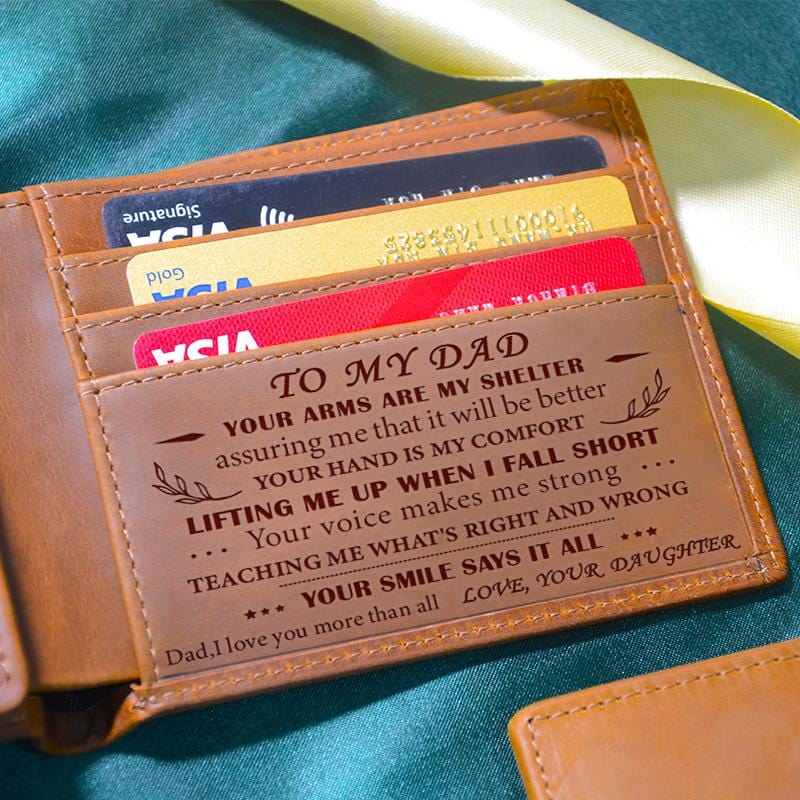 Signature
VISA
Gold
VISA
VISA
TO MY DAD
YOUR ARMS ARE MY SHELTER
assuring me that it will be better
YOUR HAND IS MY COMFORT
LIFTING ME UP WHEN I FALL SHORT
... Your voice makes me strong ...
TEACHING ME WHAT'S RIGHT AND WRONG
*** YOUR SMILE SAYS IT ALL ***
Dad,I love you more than all LOVE, YOUR DAUGHTER